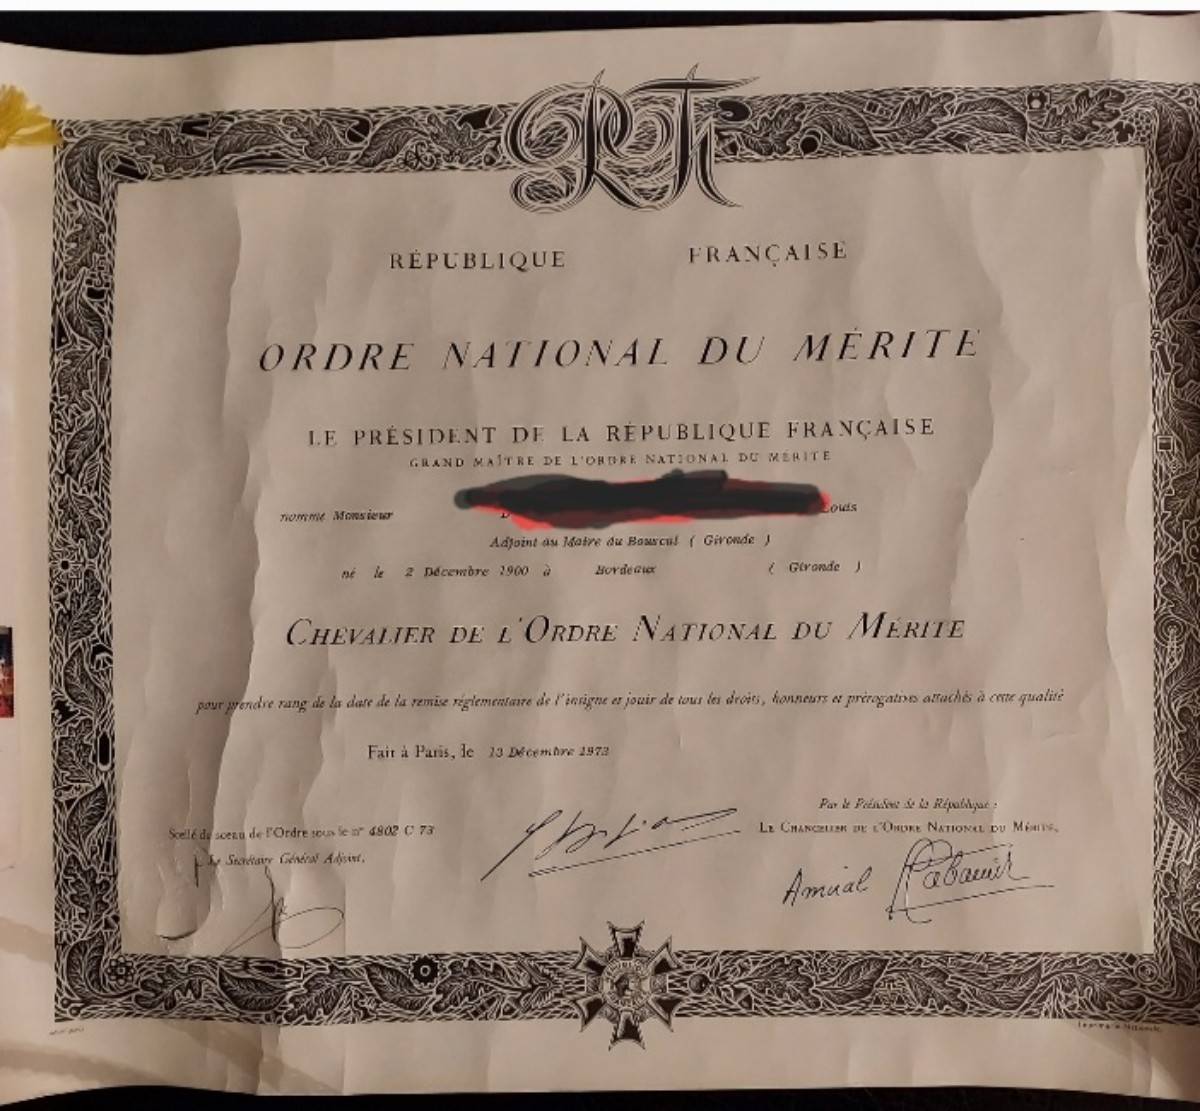 RF
RÉPUBLIQUE FRANÇAISE
ORDRE NATIONAL DU MÉRITE
LE PRÉSIDENT DE LA RÉPUBLIQUE FRANÇAISE
GRAND MAÎTRE DE L'ORDRE NATIONAL DU MÉRITE
nomme Monsieur Louis
Adjoint au Maire du Bouscat ( Gironde )
né le 2 Décembre 1900 à Bordeaux ( Gironde )
CHEVALIER DE L'ORDRE NATIONAL DU MÉRITE
pour prendre rang de la date de la remise réglementaire de l'insigne et jouir de tous les droits, honneurs et prérogatives attachés à cette qualité
Fait à Paris, le 13 Décembre 1973
Par le Président de la République :
LE CHANCELIER DE L'ORDRE NATIONAL DU MÉRITE,
Scellé du sceau de l'Ordre sous le n° 4802 C 73
Le Secrétaire Général Adjoint,
Amiral Cabanier